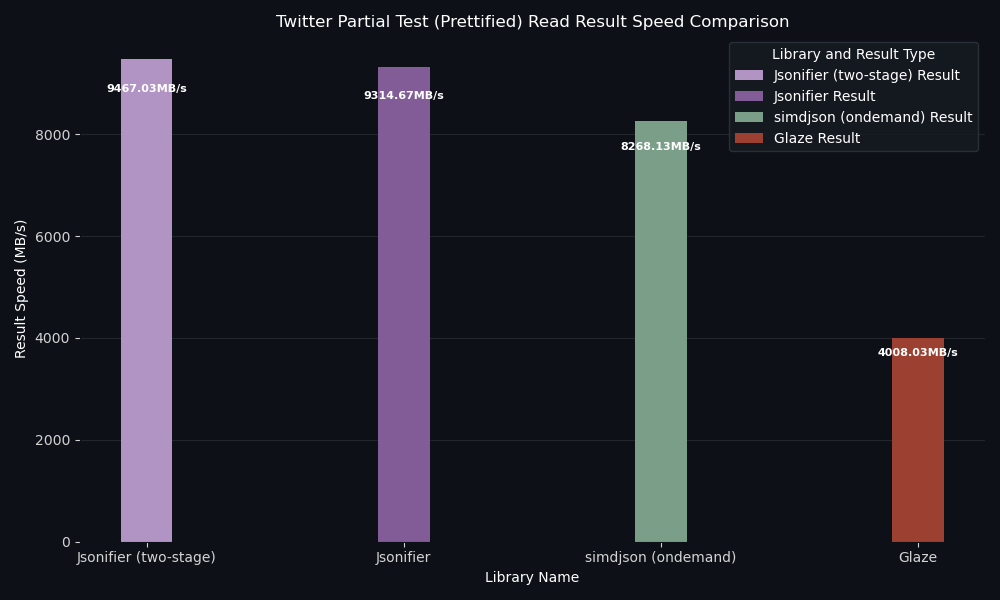 Twitter Partial Test (Prettified) Read Result Speed Comparison
Library and Result Type
Jsonifier (two-stage) Result
Jsonifier Result
simdjson (ondemand) Result
Glaze Result
9467.03MB/s
9314.67MB/s
8268.13MB/s
4008.03MB/s
Result Speed (MB/s)
8000
6000
4000
2000
0
Jsonifier (two-stage)
Jsonifier
simdjson (ondemand)
Glaze
Library Name